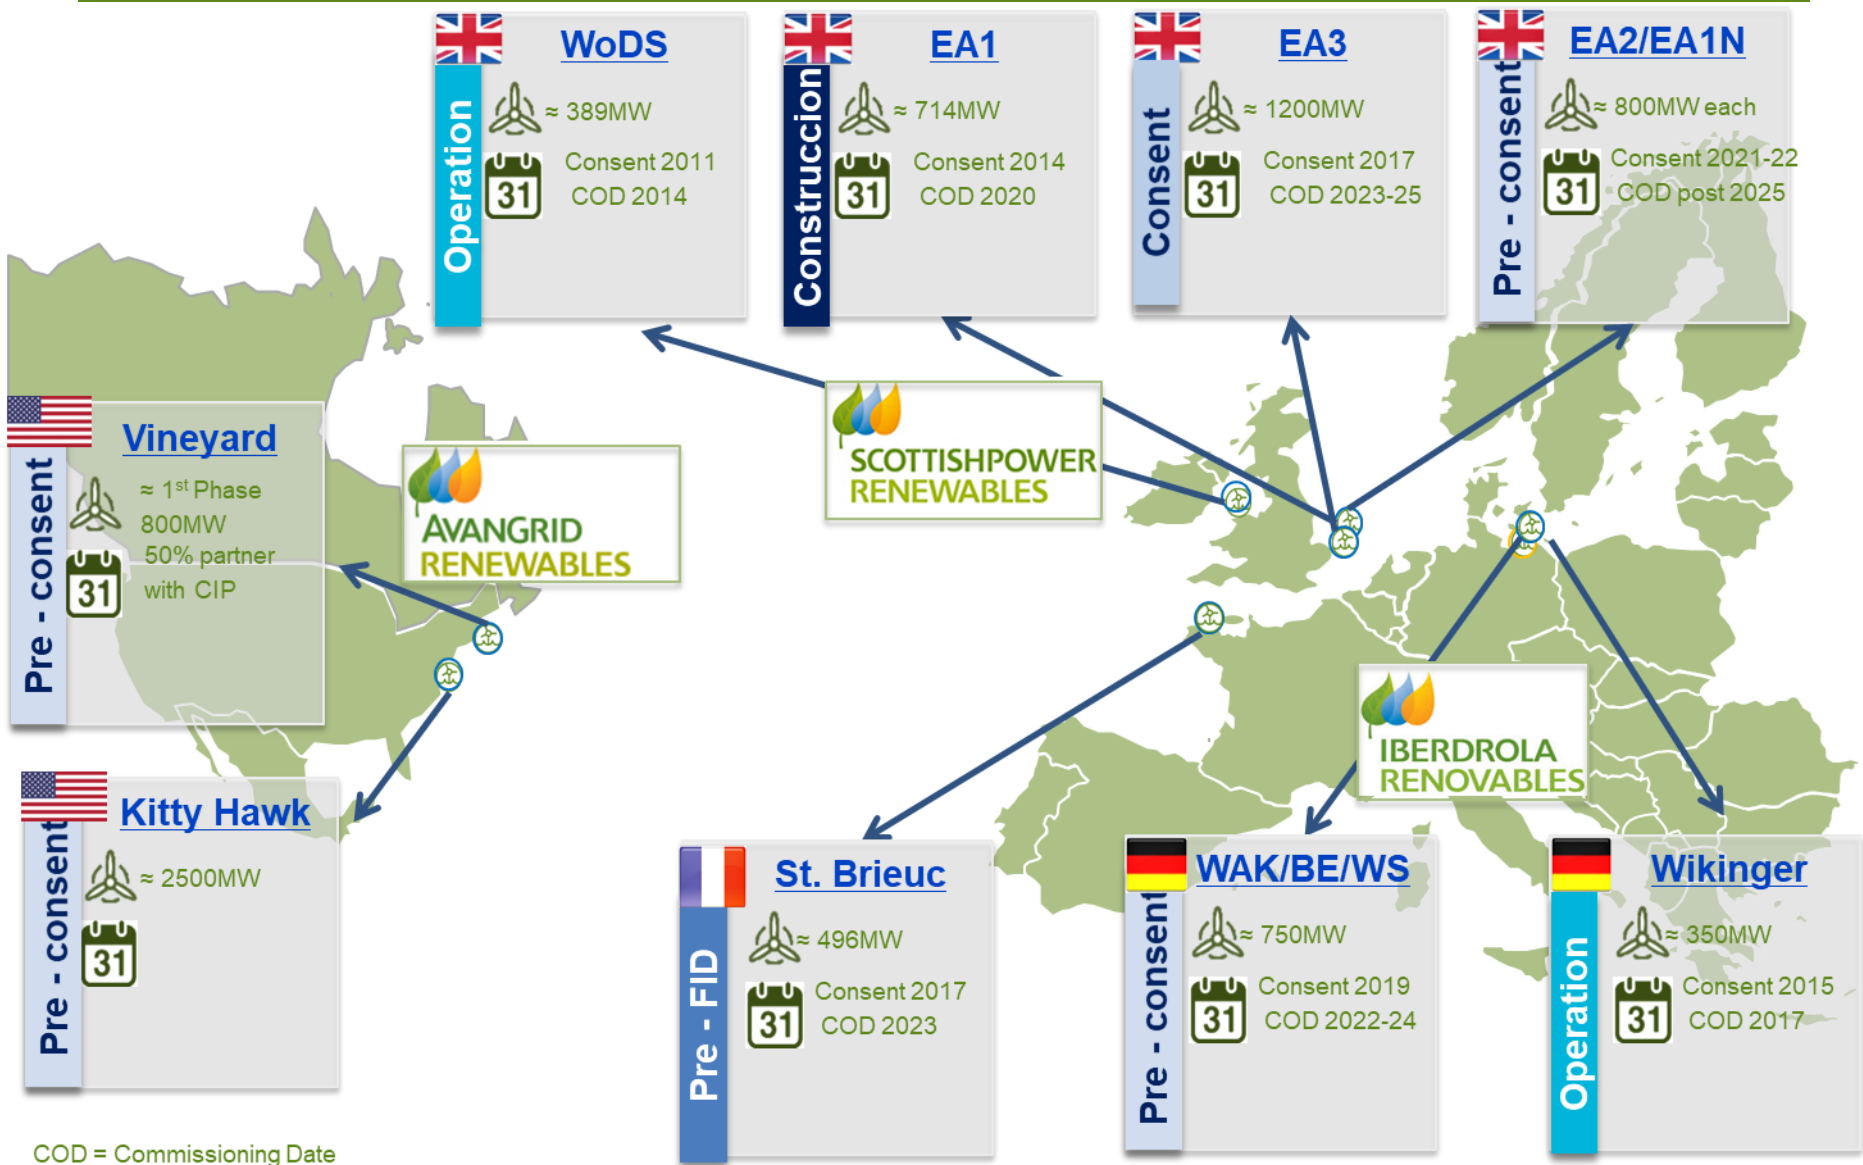 WoDS
Operation
≈ 389MW
31
Consent 2011
COD 2014
EA1
Construccion
≈ 714MW
31
Consent 2014
COD 2020
EA3
Consent
≈ 1200MW
31
Consent 2017
COD 2023-25
EA2/EA1N
Pre - consent
≈ 800MW each
31
Consent 2021-22
COD post 2025
Vineyard
Pre - consent
≈ 1st Phase
800MW
50% partner
with CIP
31
AVANGRID
RENEWABLES
SCOTTISHPOWER
RENEWABLES
IBERDROLA
RENOVABLES
Kitty Hawk
Pre - consent
≈ 2500MW
31
St. Brieuc
Pre - FID
≈ 496MW
31
Consent 2017
COD 2023
WAK/BE/WS
Pre - consent
≈ 750MW
31
Consent 2019
COD 2022-24
Wikinger
Operation
≈ 350MW
31
Consent 2015
COD 2017
COD = Commissioning Date